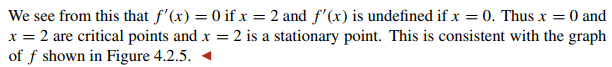 We see from this that f′(x) = 0 if x = 2 and f′(x) is undefined if x = 0. Thus x = 0 and
x = 2 are critical points and x = 2 is a stationary point. This is consistent with the graph
of f shown in Figure 4.2.5. ◄